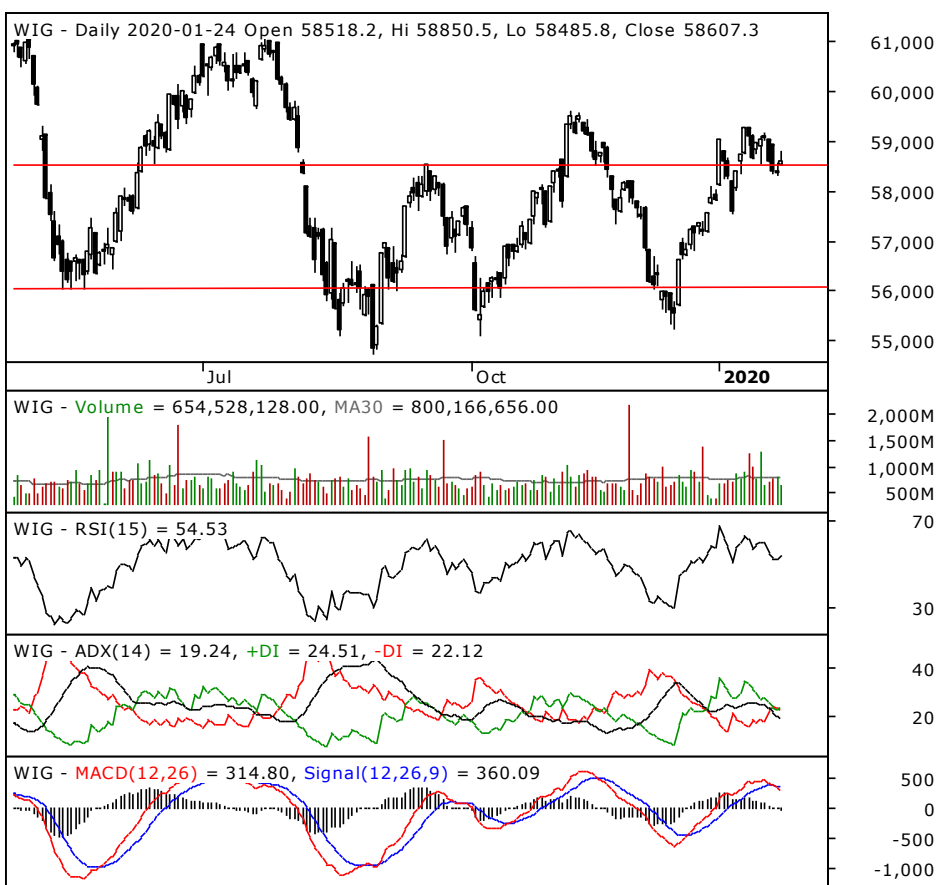 WIG - Daily 2020-01-24 Open 58518.2, Hi 58850.5, Lo 58485.8, Close 58607.3
61,000
60,000
59,000
58,000
57,000
56,000
55,000
Jul Oct 2020
WIG - Volume = 654,528,128.00, MA30 = 800,166,656.00
2,000M
1,500M
1,000M
500M
WIG - RSI(15) = 54.53
70
30
WIG - ADX(14) = 19.24, +DI = 24.51, -DI = 22.12
40
20
WIG - MACD(12,26) = 314.80, Signal(12,26,9) = 360.09
500
0
-500
-1,000